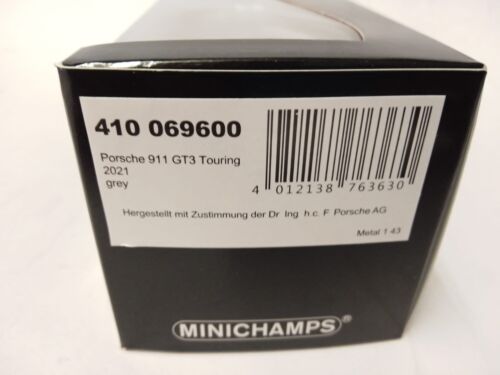 410 069600
Porsche 911 GT3 Touring
2021
grey
4 012138 763630
Hergestellt mit Zustimmung der Dr Ing h.c. F Porsche AG
Metal 1 43
MINICHAMPS®